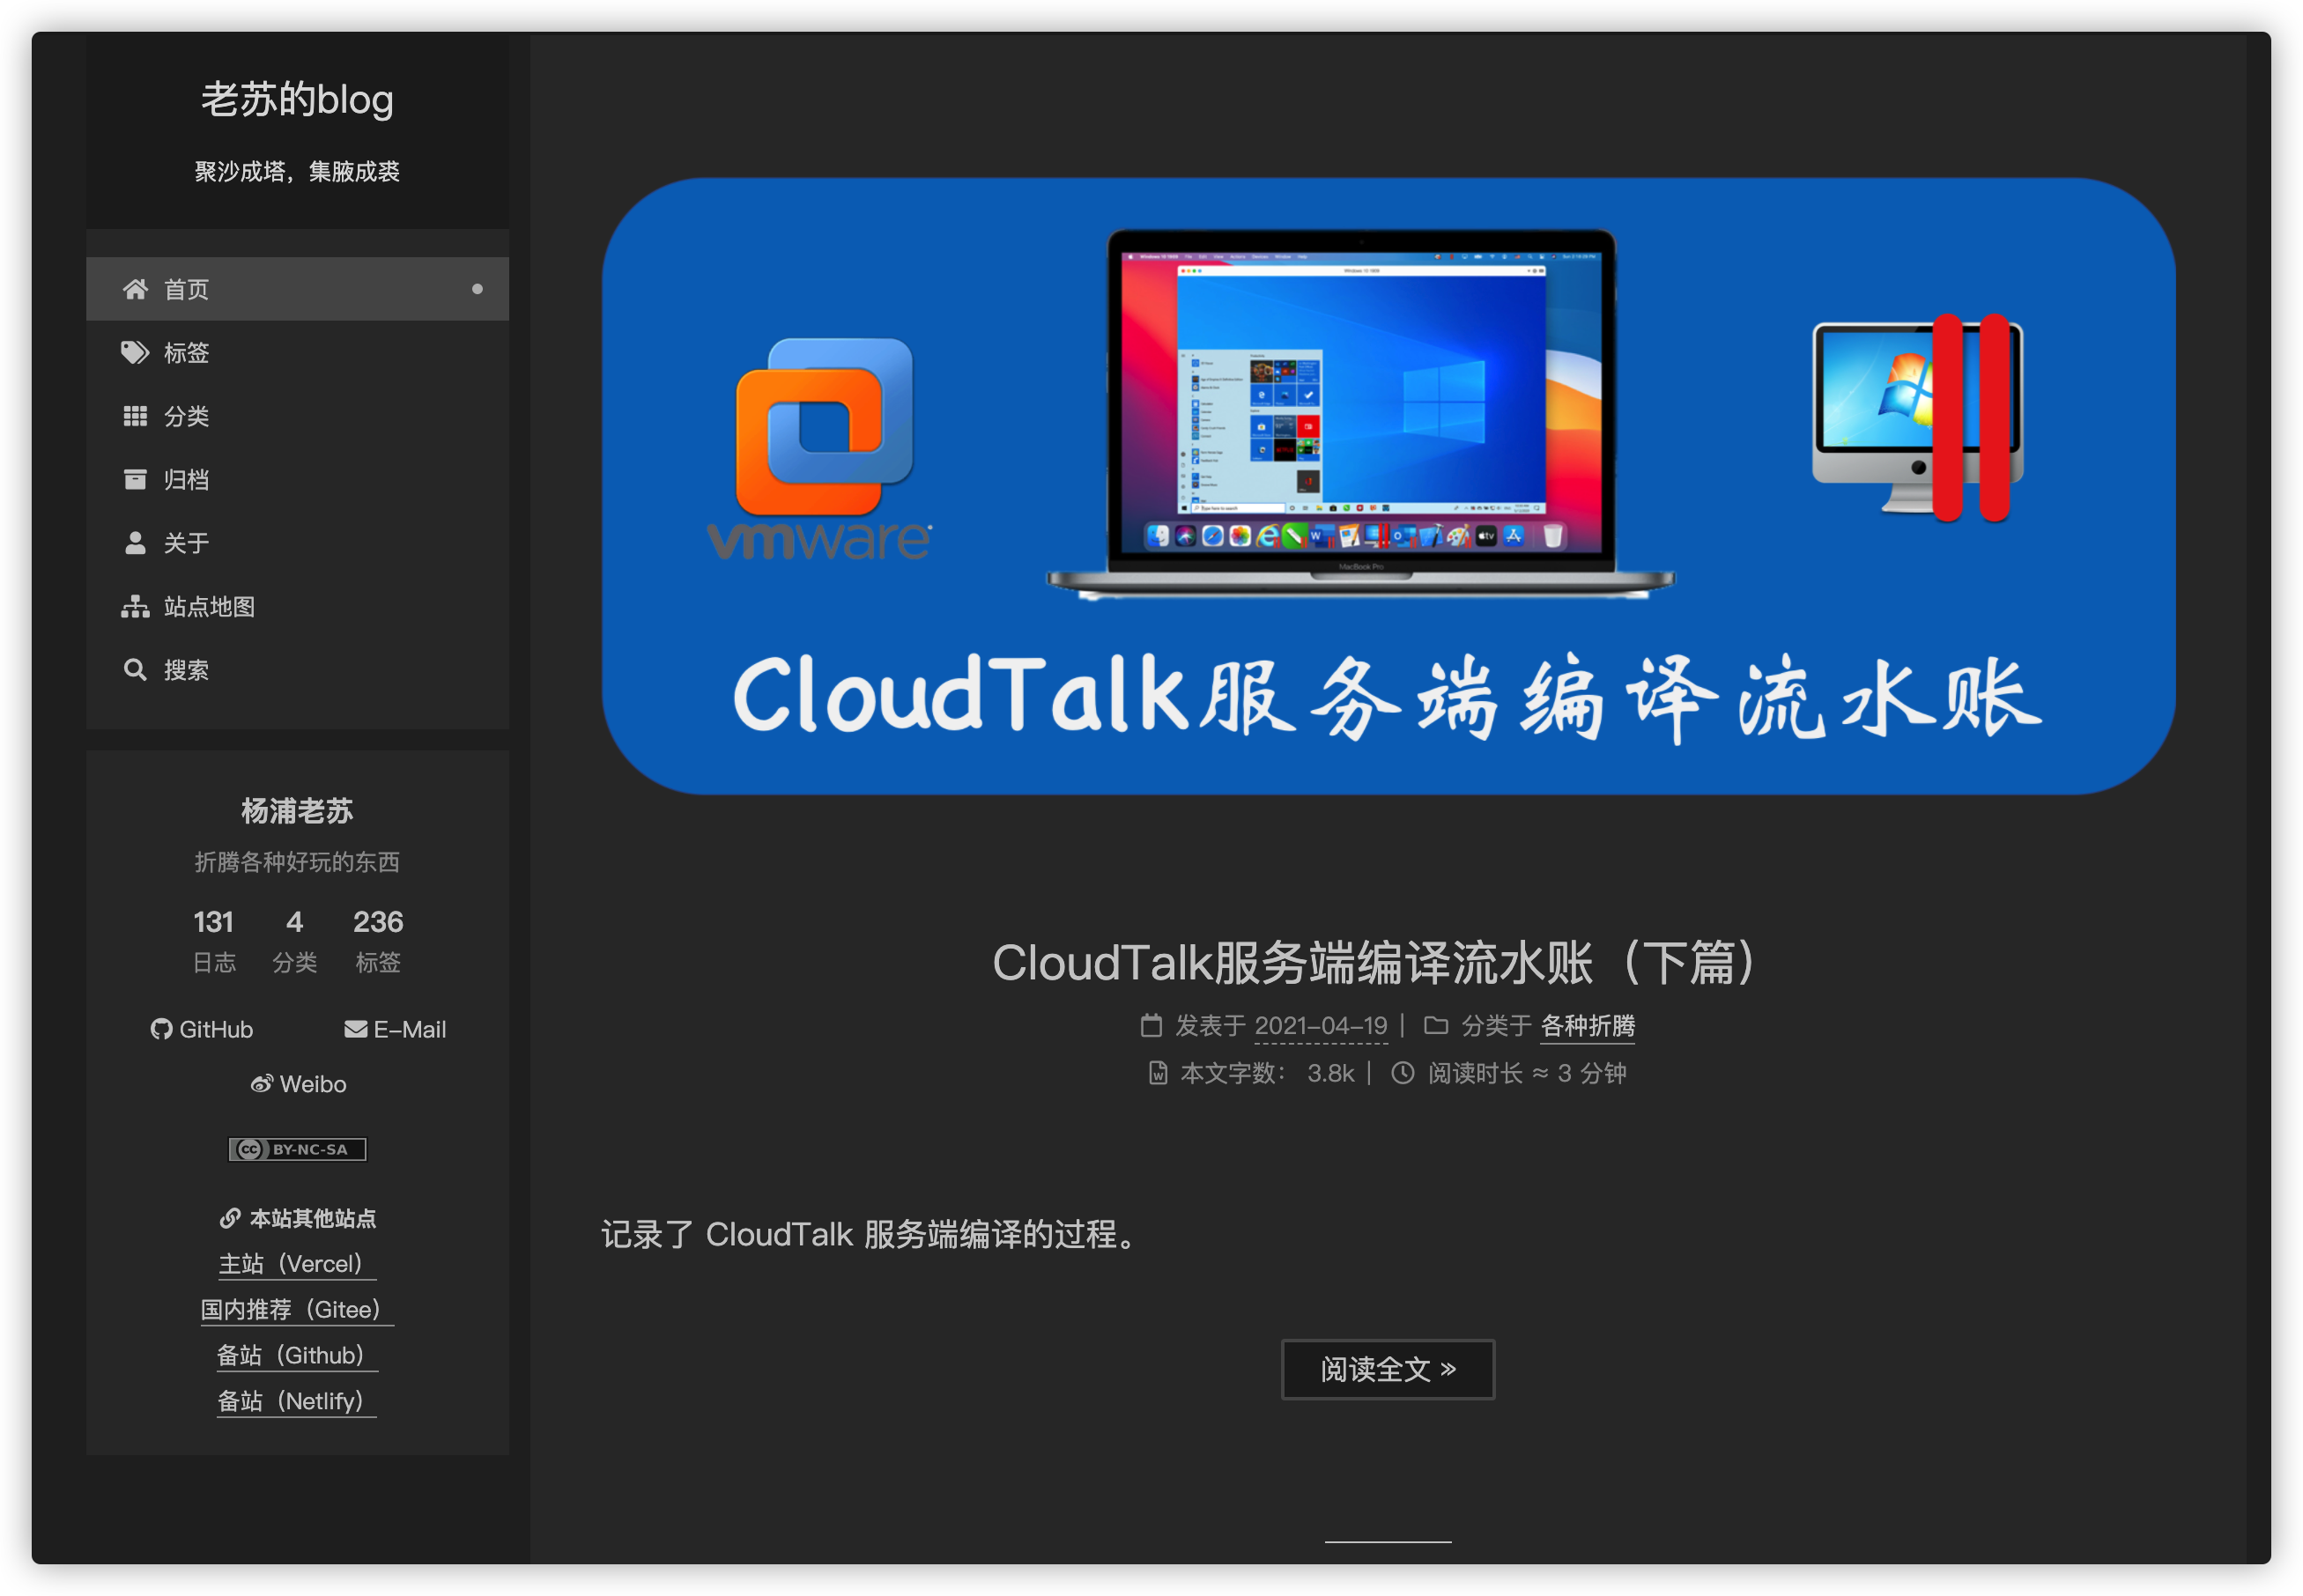 老苏的blog
聚沙成塔，集腋成裘
首页
标签
分类
归档
关于
站点地图
搜索
杨浦老苏
折腾各种好玩的东西
131 4 236
日志 分类 标签
GitHub E-Mail
Weibo
cc BY-NC-SA
本站其他站点
主站（Vercel）
国内推荐（Gitee）
备站（Github）
备站（Netlify）
vmware
MacBook Pro
CloudTalk服务端编译流水账
CloudTalk服务端编译流水账（下篇）
发表于 2021-04-19 | 分类于 各种折腾
本文字数： 3.8k | 阅读时长 ≈ 3 分钟
记录了 CloudTalk 服务端编译的过程。
阅读全文 »